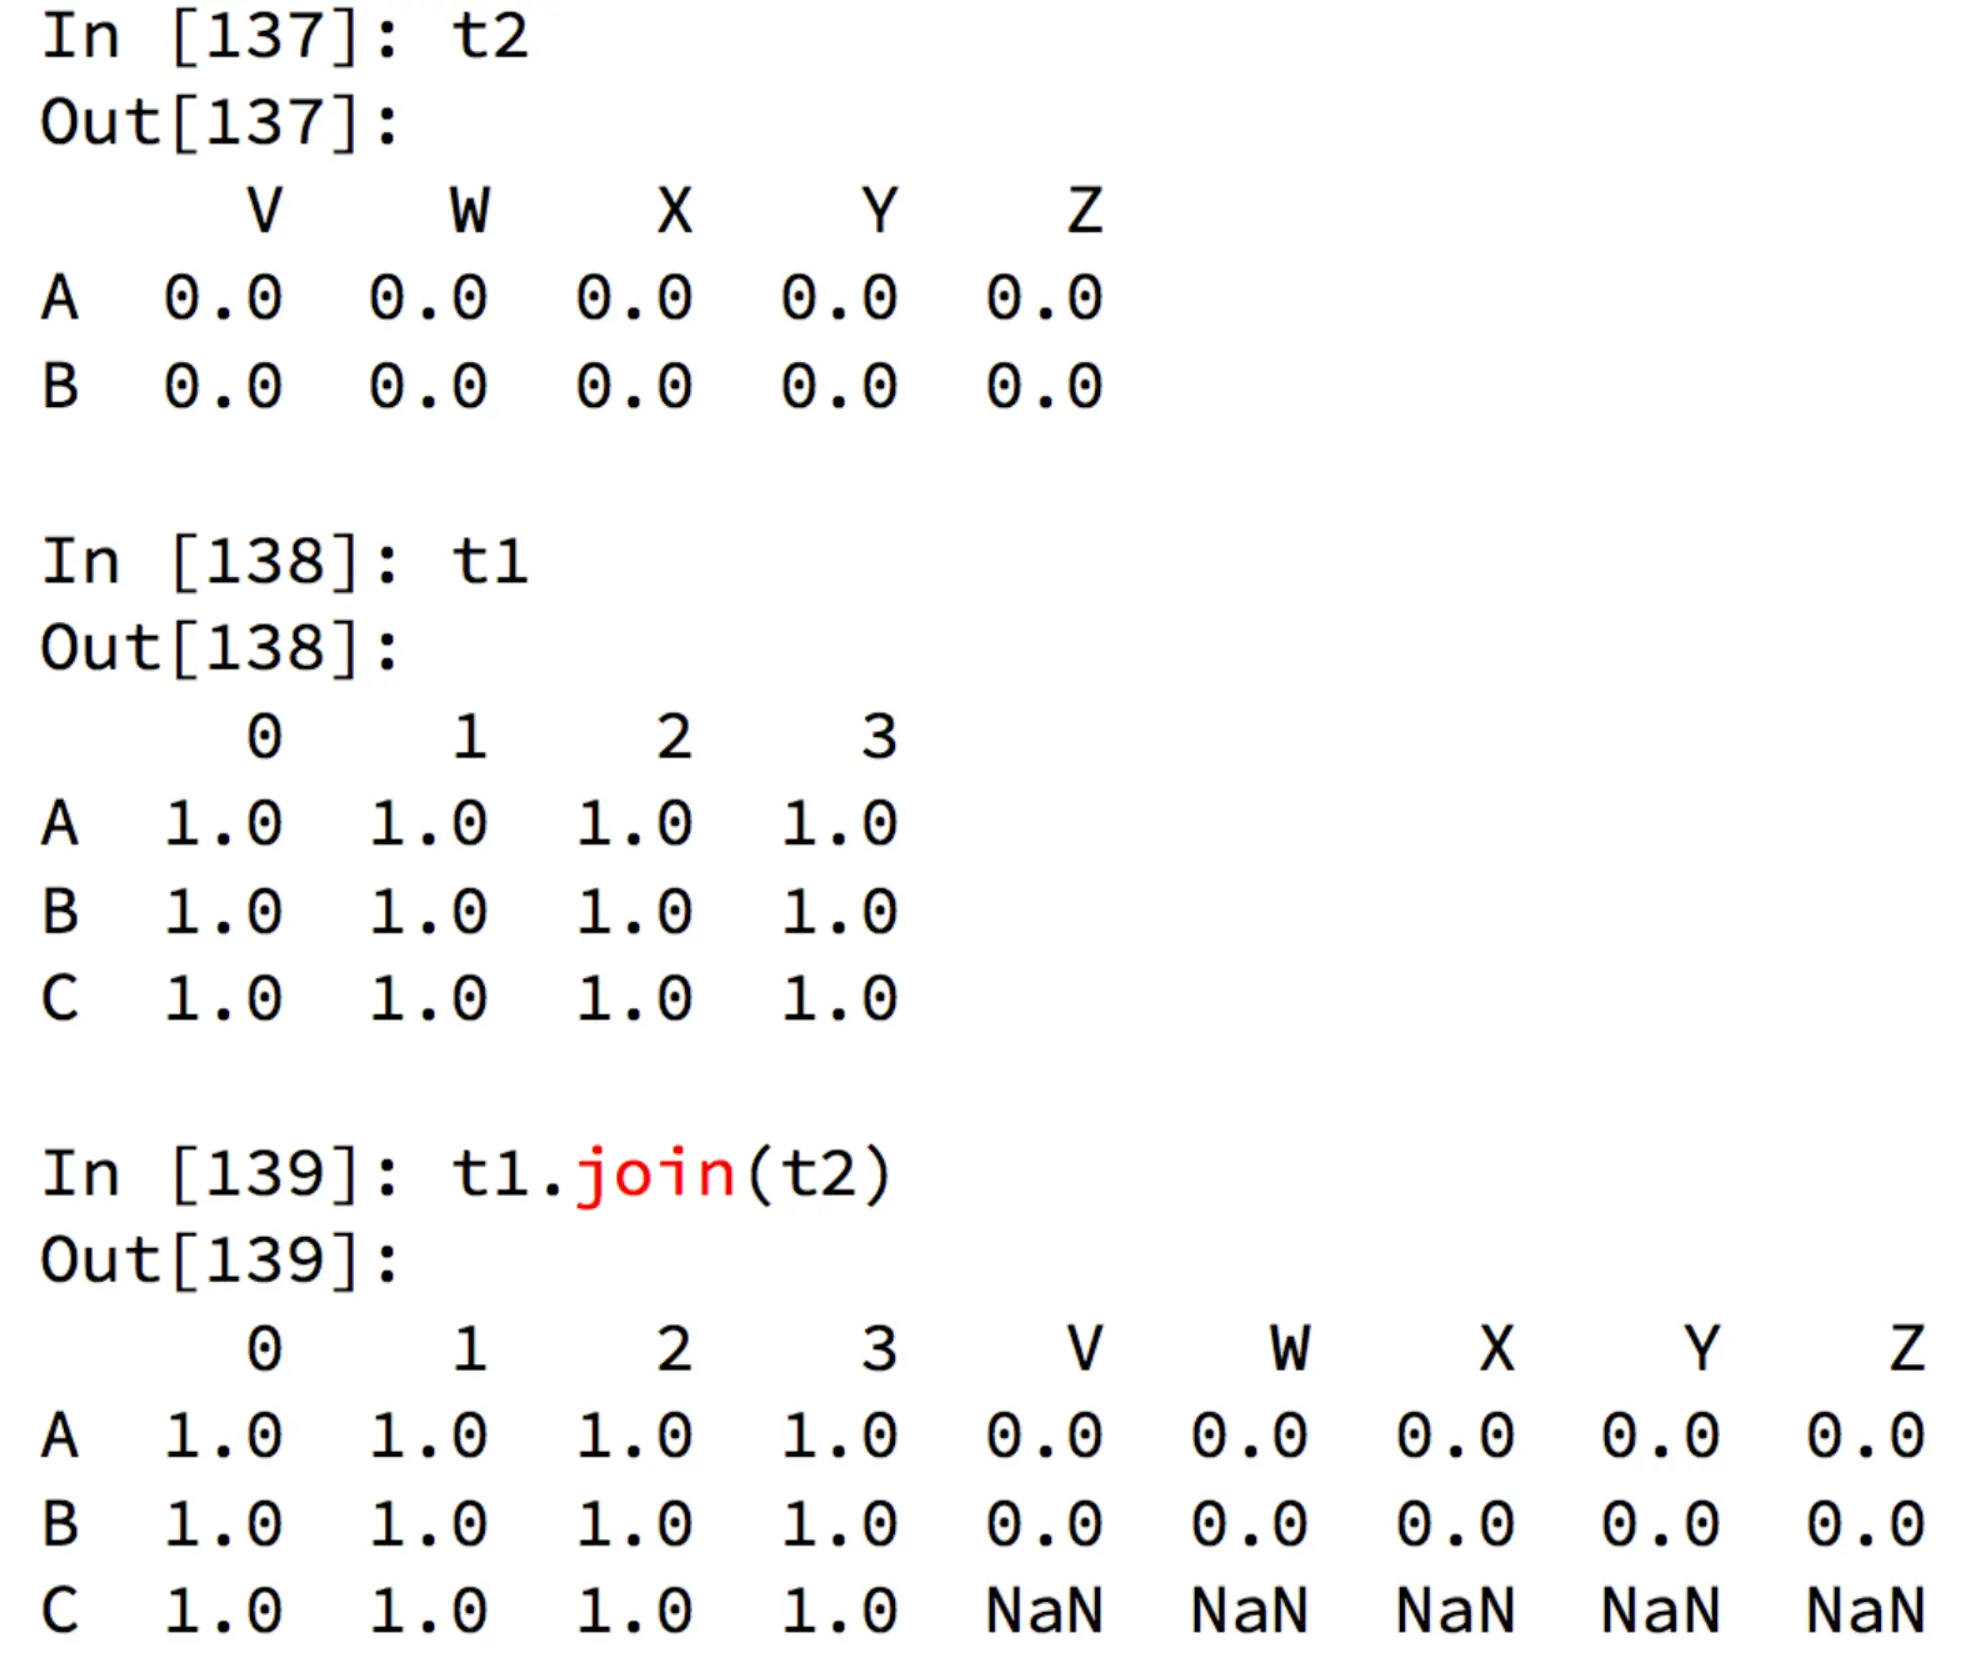 In [137]: t2
Out[137]:
     V    W    X    Y    Z
A  0.0  0.0  0.0  0.0  0.0
B  0.0  0.0  0.0  0.0  0.0
In [138]: t1
Out[138]:
     0    1    2    3
A  1.0  1.0  1.0  1.0
B  1.0  1.0  1.0  1.0
C  1.0  1.0  1.0  1.0
In [139]: t1.join(t2)
Out[139]:
     0    1    2    3    V    W    X    Y    Z
A  1.0  1.0  1.0  1.0  0.0  0.0  0.0  0.0  0.0
B  1.0  1.0  1.0  1.0  0.0  0.0  0.0  0.0  0.0
C  1.0  1.0  1.0  1.0  NaN  NaN  NaN  NaN  NaN